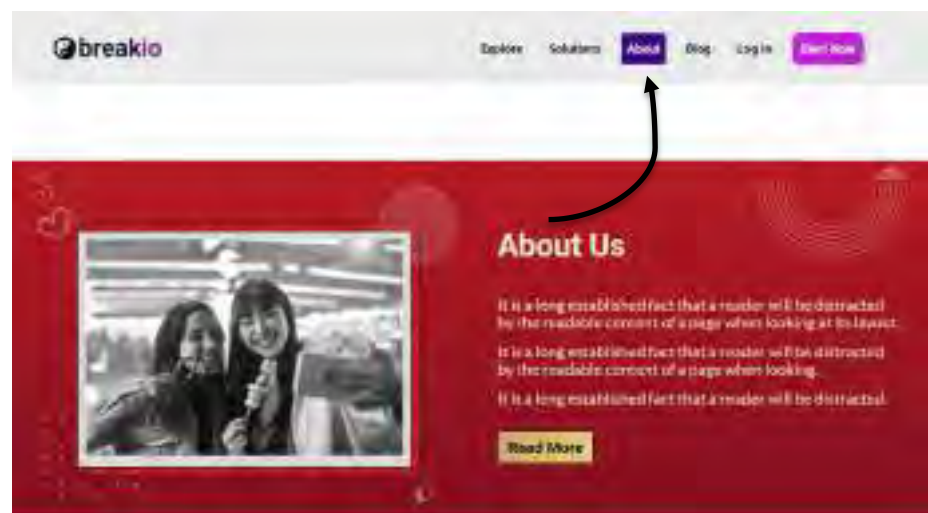 breakio
Explore Solutions About Blog Log In Start Now
About Us
It is a long established fact that a reader will be distracted
by the readable content of a page when looking at its layout.
It is a long established fact that a reader will be distracted
by the readable content of a page when looking.
It is a long established fact that a reader will be distracted.
Read More